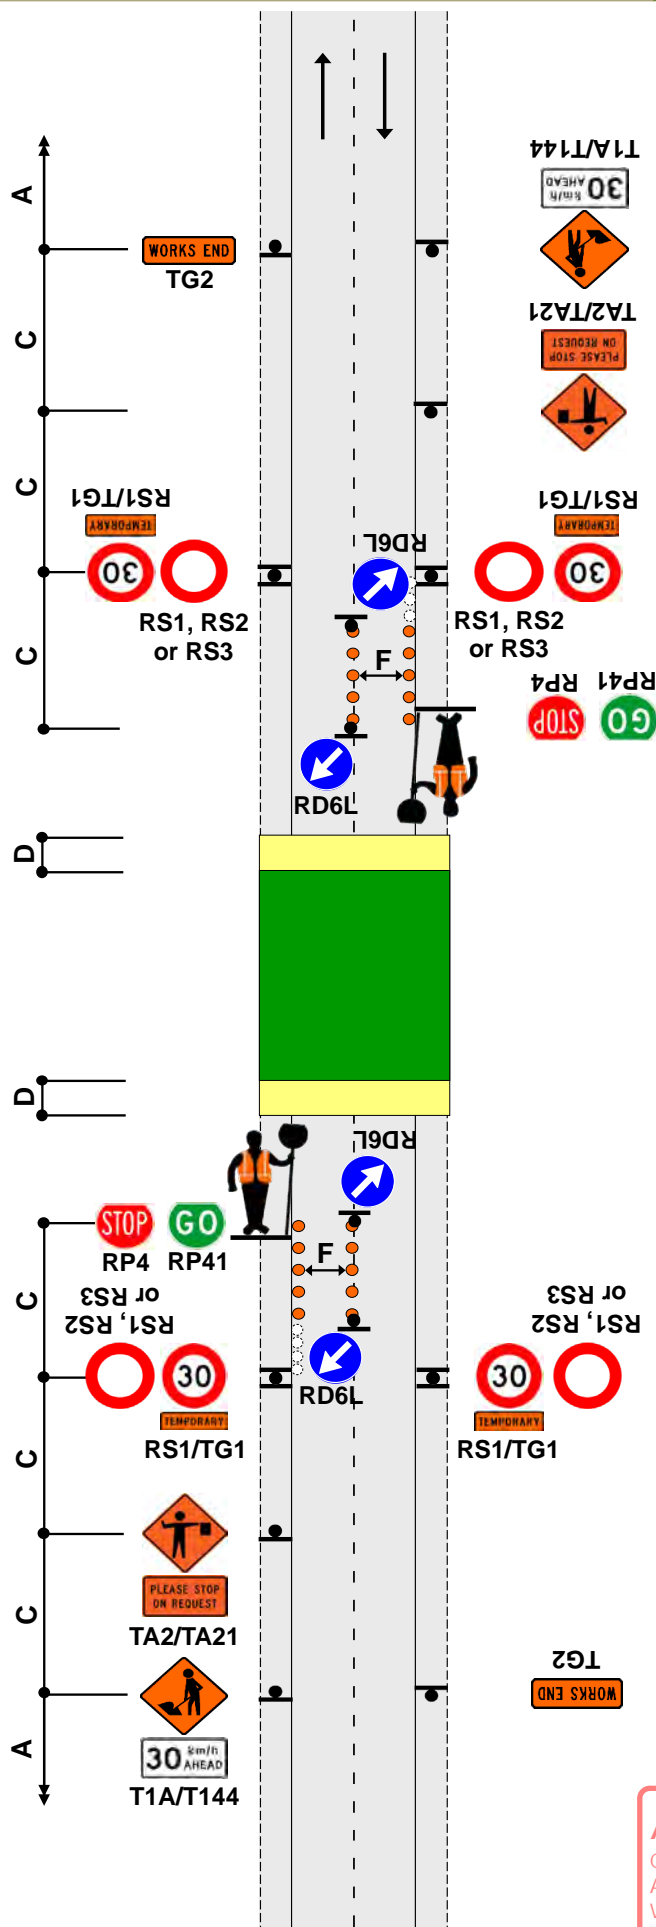 T1A/T144
30 km/h
AHEAD
A
WORKS END
TG2
TA2/TA21
PLEASE STOP
ON REQUEST
C
C
RS1/TG1
TEMPORARY
30
RS1, RS2
or RS3
RD6L
RS1/TG1
TEMPORARY
30
RS1, RS2
or RS3
C
F
RP4
STOP
RP41
GO
RD6L
D
D
RD6L
STOP
RP4
GO
RP41
F
C
RS1, RS2
or RS3
30
TEMPORARY
RS1/TG1
RD6L
RS1, RS2
or RS3
30
TEMPORARY
RS1/TG1
C
PLEASE STOP
ON REQUEST
TA2/TA21
C
TG2
WORKS END
30 km/h
AHEAD
T1A/T144
A